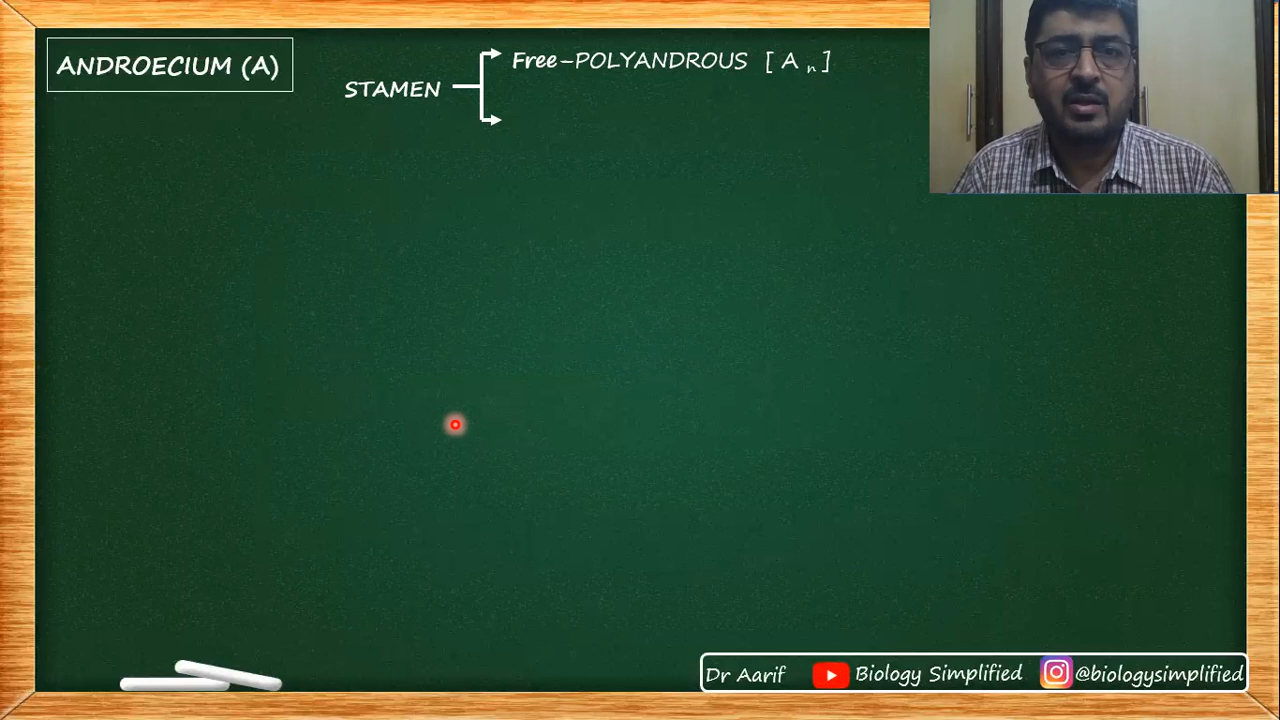 ANDROECIUM (A)
STAMEN
Free-POLYANDROUS [ A n ]
Dr Aarif Biology Simplified @biologysimplified